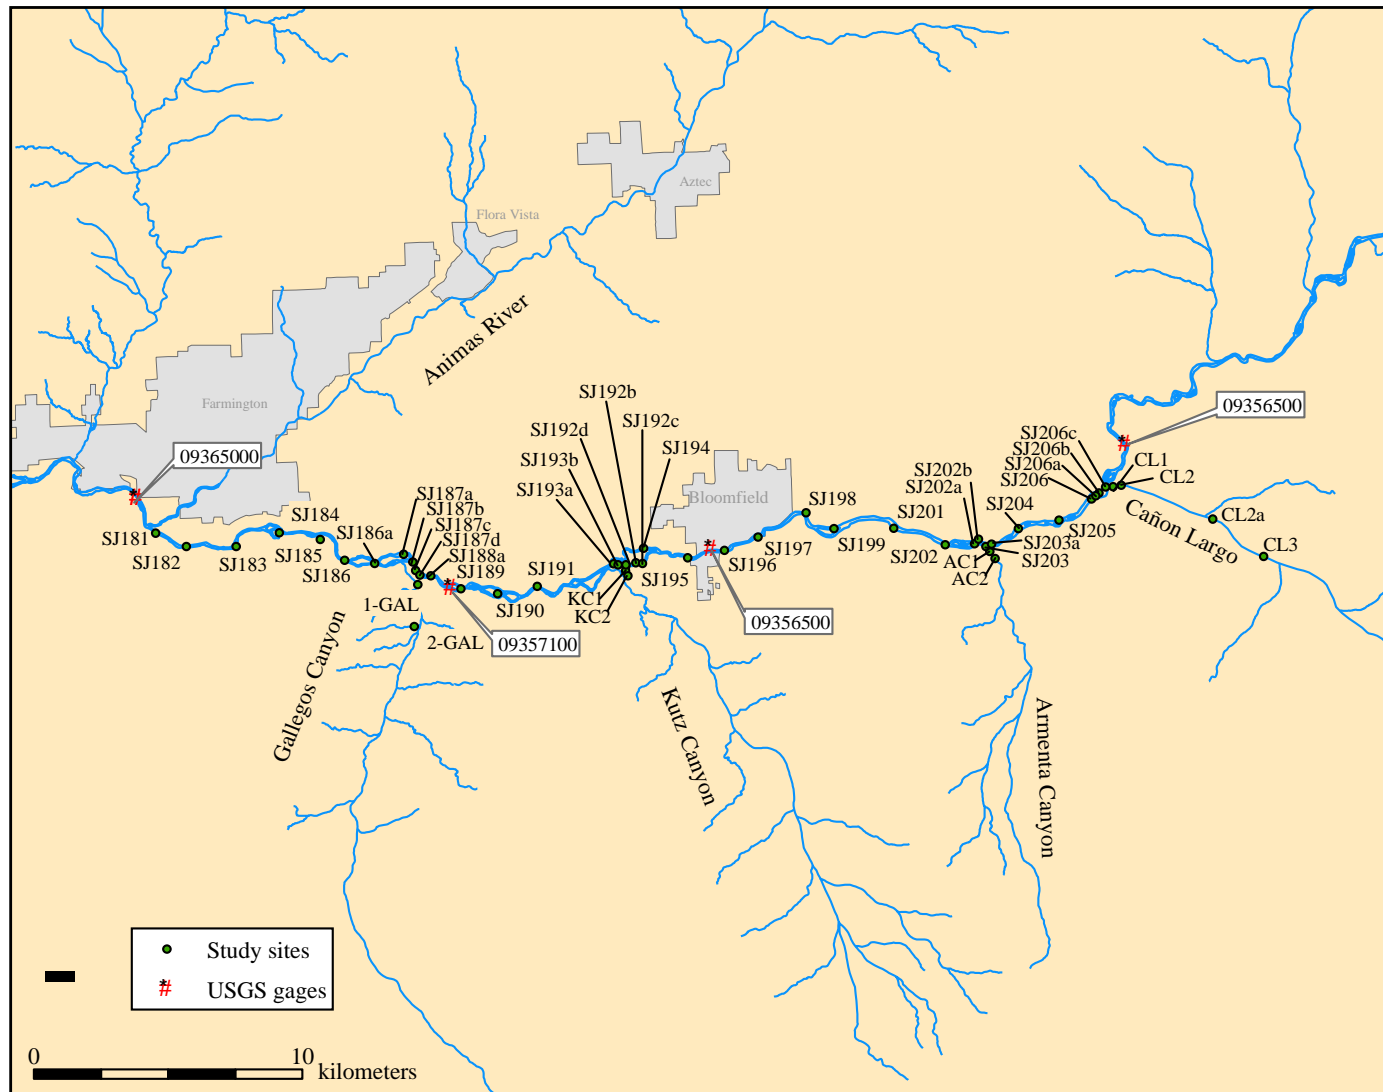 Aztec
Flora Vista
Animas River
Farmington
09365000
09356500
SJ192b
SJ192c
SJ192d
SJ194
SJ193b
SJ193a
Bloomfield
SJ206c
SJ206b
SJ206a
SJ206
CL1
CL2
CL2a
CL3
Cañon Largo
SJ205
SJ204
SJ203a
SJ203
SJ202b
SJ202a
SJ202
AC1
AC2
SJ201
SJ199
SJ198
SJ197
SJ196
SJ195
09356500
KC1
KC2
SJ191
SJ190
SJ189
SJ188a
SJ187d
SJ187c
SJ187b
SJ187a
SJ186a
SJ186
SJ185
SJ184
SJ183
SJ182
SJ181
1-GAL
2-GAL
09357100
Gallegos Canyon
Kutz Canyon
Armenta Canyon
Study sites
*# USGS gages
0 10
kilometers